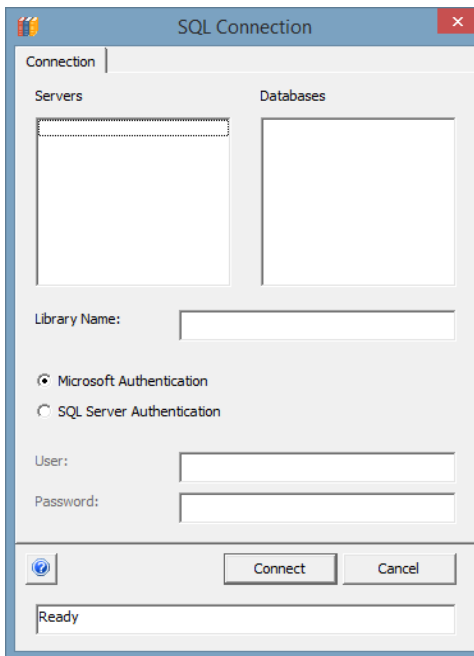 SQL Connection
Connection
Servers
Databases
Library Name:
Microsoft Authentication
SQL Server Authentication
User:
Password:
Connect
Cancel
Ready